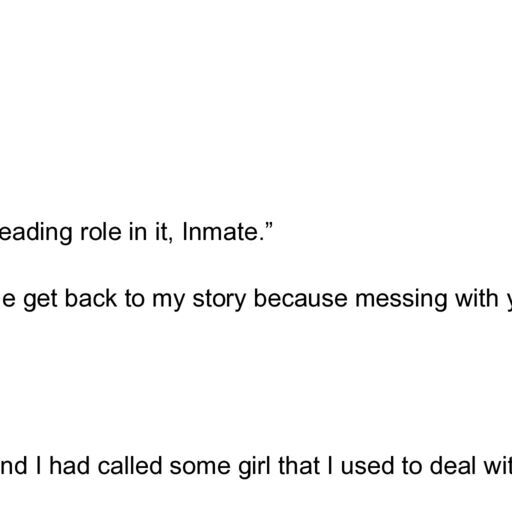 eading role in it, Inmate.”
e get back to my story because messing with
nd I had called some girl that I used to deal wit